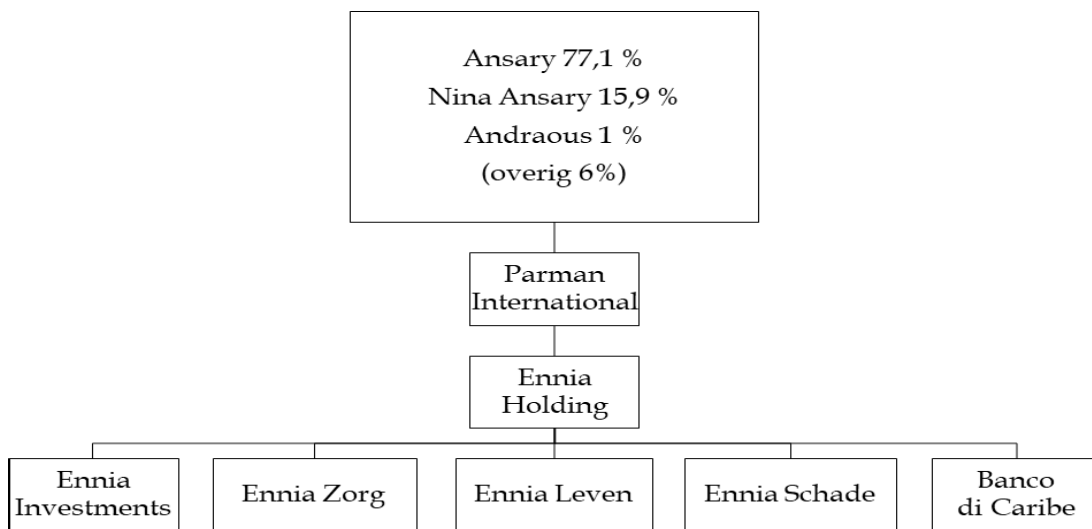 Ansary 77,1 %
Nina Ansary 15,9 %
Andraous 1 %
(overig 6%)
Parman
International
Ennia
Holding
Ennia
Investments
Ennia Zorg
Ennia Leven
Ennia Schade
Banco
di Caribe